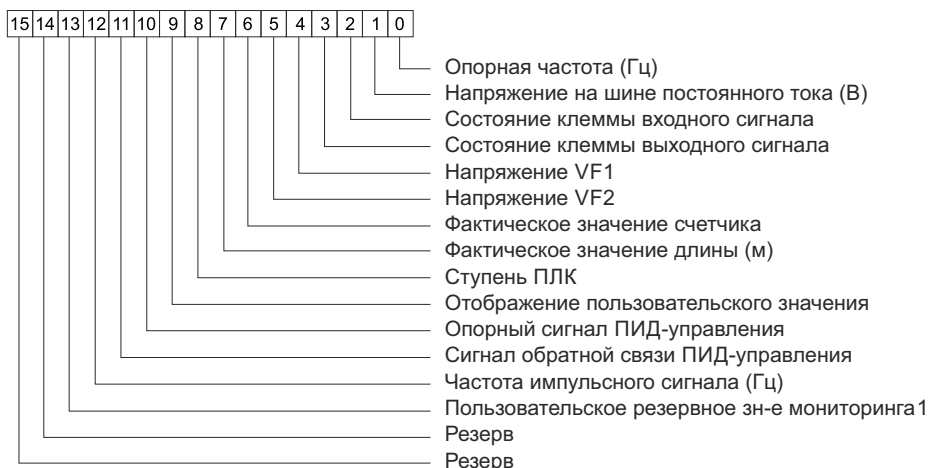 15 14 13 12 11 10 9 8 7 6 5 4 3 2 1 0
Опорная частота (Гц)
Напряжение на шине постоянного тока (В)
Состояние клеммы входного сигнала
Состояние клеммы выходного сигнала
Напряжение VF1
Напряжение VF2
Фактическое значение счетчика
Фактическое значение длины (м)
Ступень ПЛК
Отображение пользовательского значения
Опорный сигнал ПИД-управления
Сигнал обратной связи ПИД-управления
Частота импульсного сигнала (Гц)
Пользовательское резервное зн-е мониторинга1
Резерв
Резерв